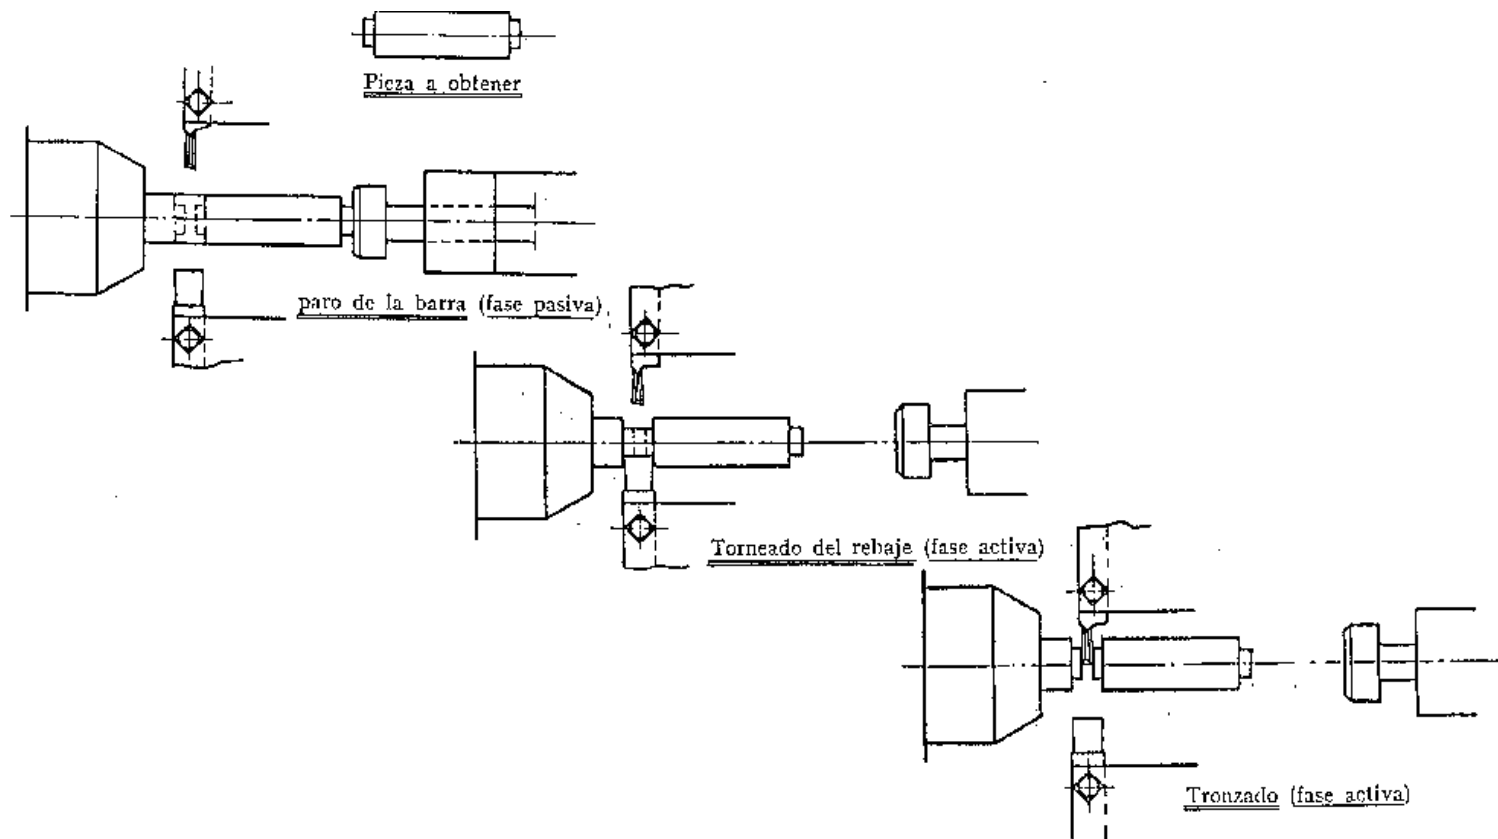 Pieza a obtener
paro de la barra (fase pasiva)
Torneado del rebaje (fase activa)
Tronzado (fase activa)